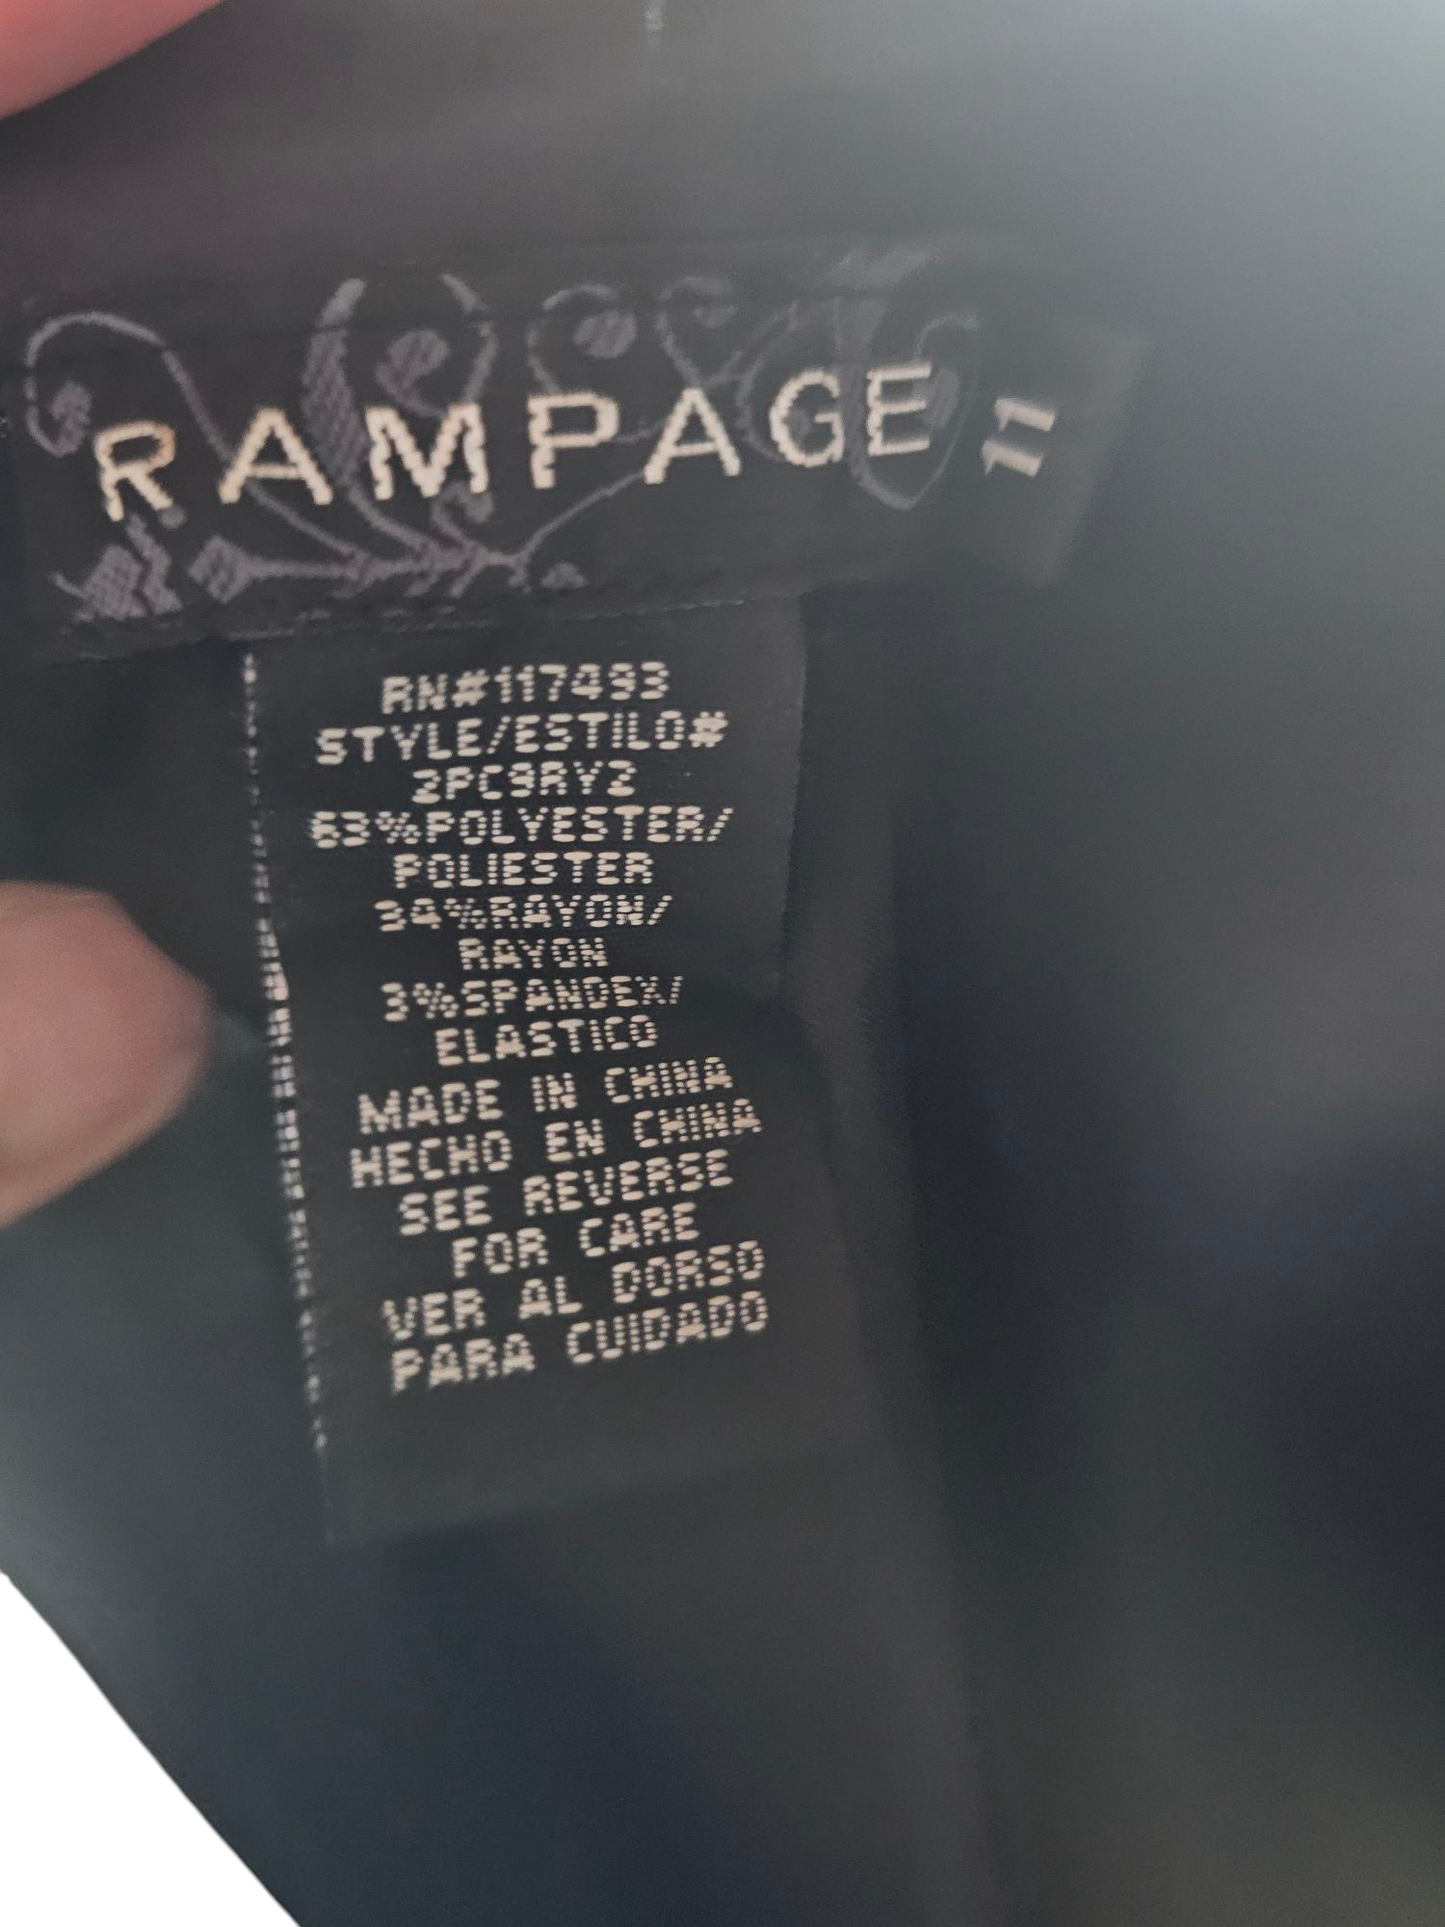 RAMPAGE 11
RN#117493
STYLE/ESTILO#
2PC9RY2
63%POLYESTER/
POLIESTER
34%RAYON/
RAYON
3%SPANDEX/
ELASTICO
MADE IN CHINA
HECHO EN CHINA
SEE REVERSE
FOR CARE
VER AL DORSO
PARA CUIDADO